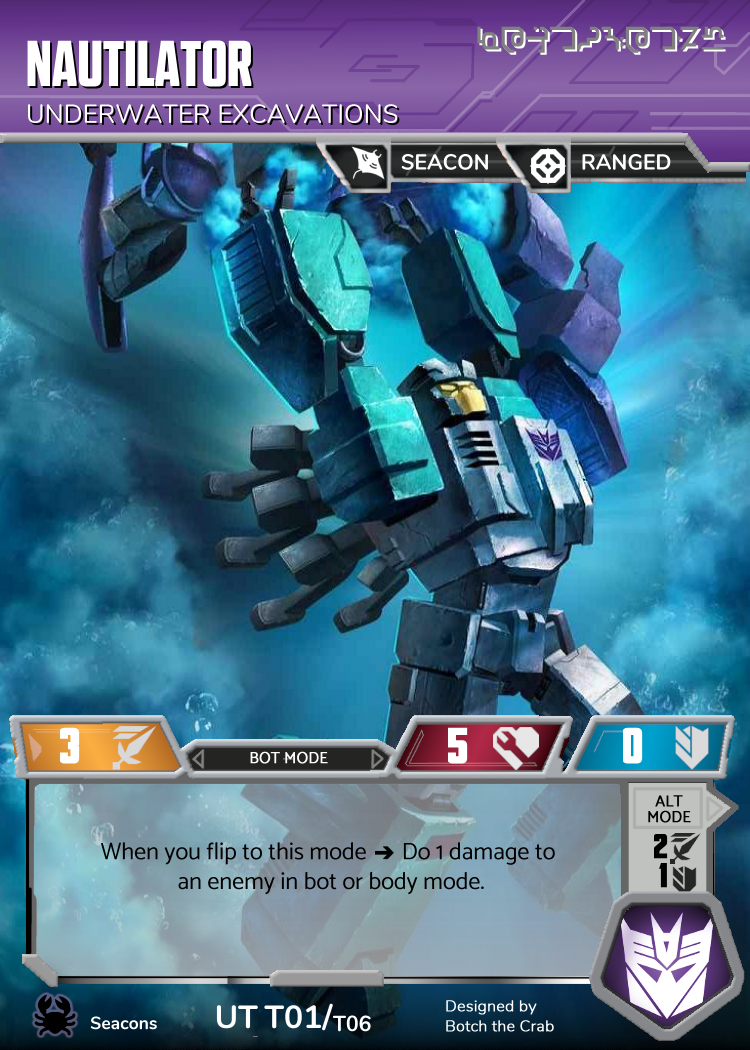 NAUTILATOR
UNDERWATER EXCAVATIONS
SEACON RANGED
3 BOT MODE 5 0
When you flip to this mode → Do 1 damage to
an enemy in bot or body mode.
ALT
MODE
2
1
Seacons
UT T01/T06
Designed by
Botch the Crab